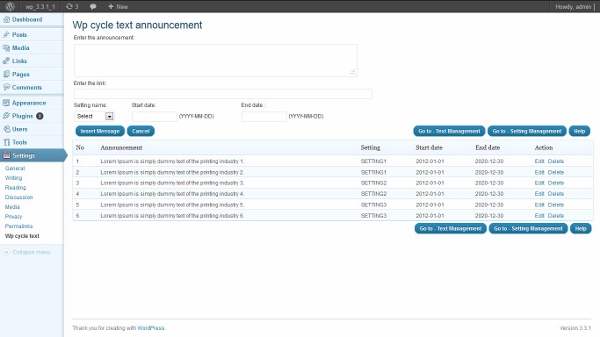 wp_3.3.1_1 3 New Howdy, admin
Dashboard
Posts
Media
Links
Pages
Comments
Appearance
Plugins
Users
Tools
Settings
General
Writing
Reading
Discussion
Media
Privacy
Permalinks
Wp cycle text
Collapse menu
Wp cycle text announcement
Enter the announcement:
Enter the link:
Setting name: Start date: End date :
Select (YYYY-MM-DD) (YYYY-MM-DD)
Insert Message Cancel Go to - Text Management Go to - Setting Management Help
No Announcement Setting Start date End date Action
1 Lorem Ipsum is simply dummy text of the printing industry 1. SETTING1 2012-01-01 2020-12-30 Edit Delete
2 Lorem Ipsum is simply dummy text of the printing industry 2. SETTING1 2012-01-01 2020-12-30 Edit Delete
3 Lorem Ipsum is simply dummy text of the printing industry 3. SETTING2 2012-01-01 2020-12-30 Edit Delete
4 Lorem Ipsum is simply dummy text of the printing industry 4. SETTING2 2012-01-01 2020-12-30 Edit Delete
5 Lorem Ipsum is simply dummy text of the printing industry 5. SETTING3 2012-01-01 2020-12-30 Edit Delete
6 Lorem Ipsum is simply dummy text of the printing industry 6. SETTING3 2012-01-01 2020-12-30 Edit Delete
Go to - Text Management Go to - Setting Management Help
Thank you for creating with WordPress. Version 3.3.1